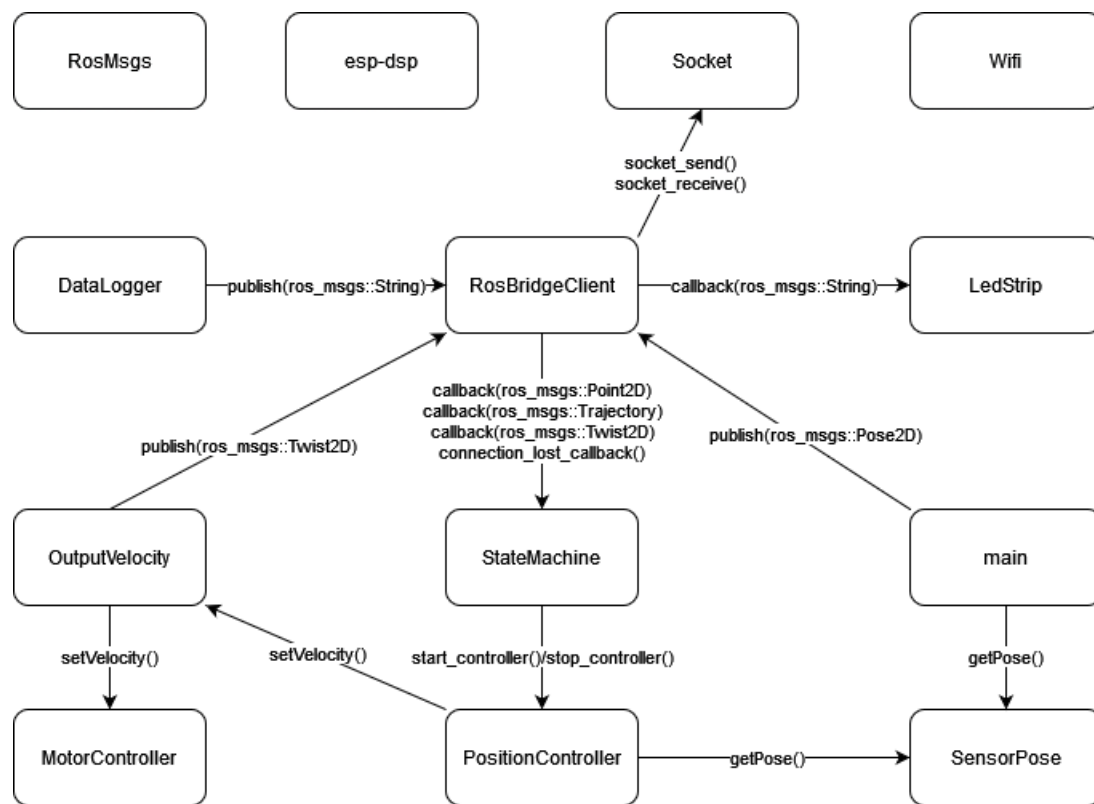 RosMsgs
esp-dsp
Socket
Wifi
socket_send()
socket_receive()
DataLogger
publish(ros_msgs::String)
RosBridgeClient
callback(ros_msgs::String)
LedStrip
callback(ros_msgs::Point2D)
callback(ros_msgs::Trajectory)
callback(ros_msgs::Twist2D)
connection_lost_callback()
publish(ros_msgs::Twist2D)
publish(ros_msgs::Pose2D)
OutputVelocity
StateMachine
main
setVelocity()
setVelocity()
start_controller()/stop_controller()
getPose()
MotorController
PositionController
getPose()
SensorPose